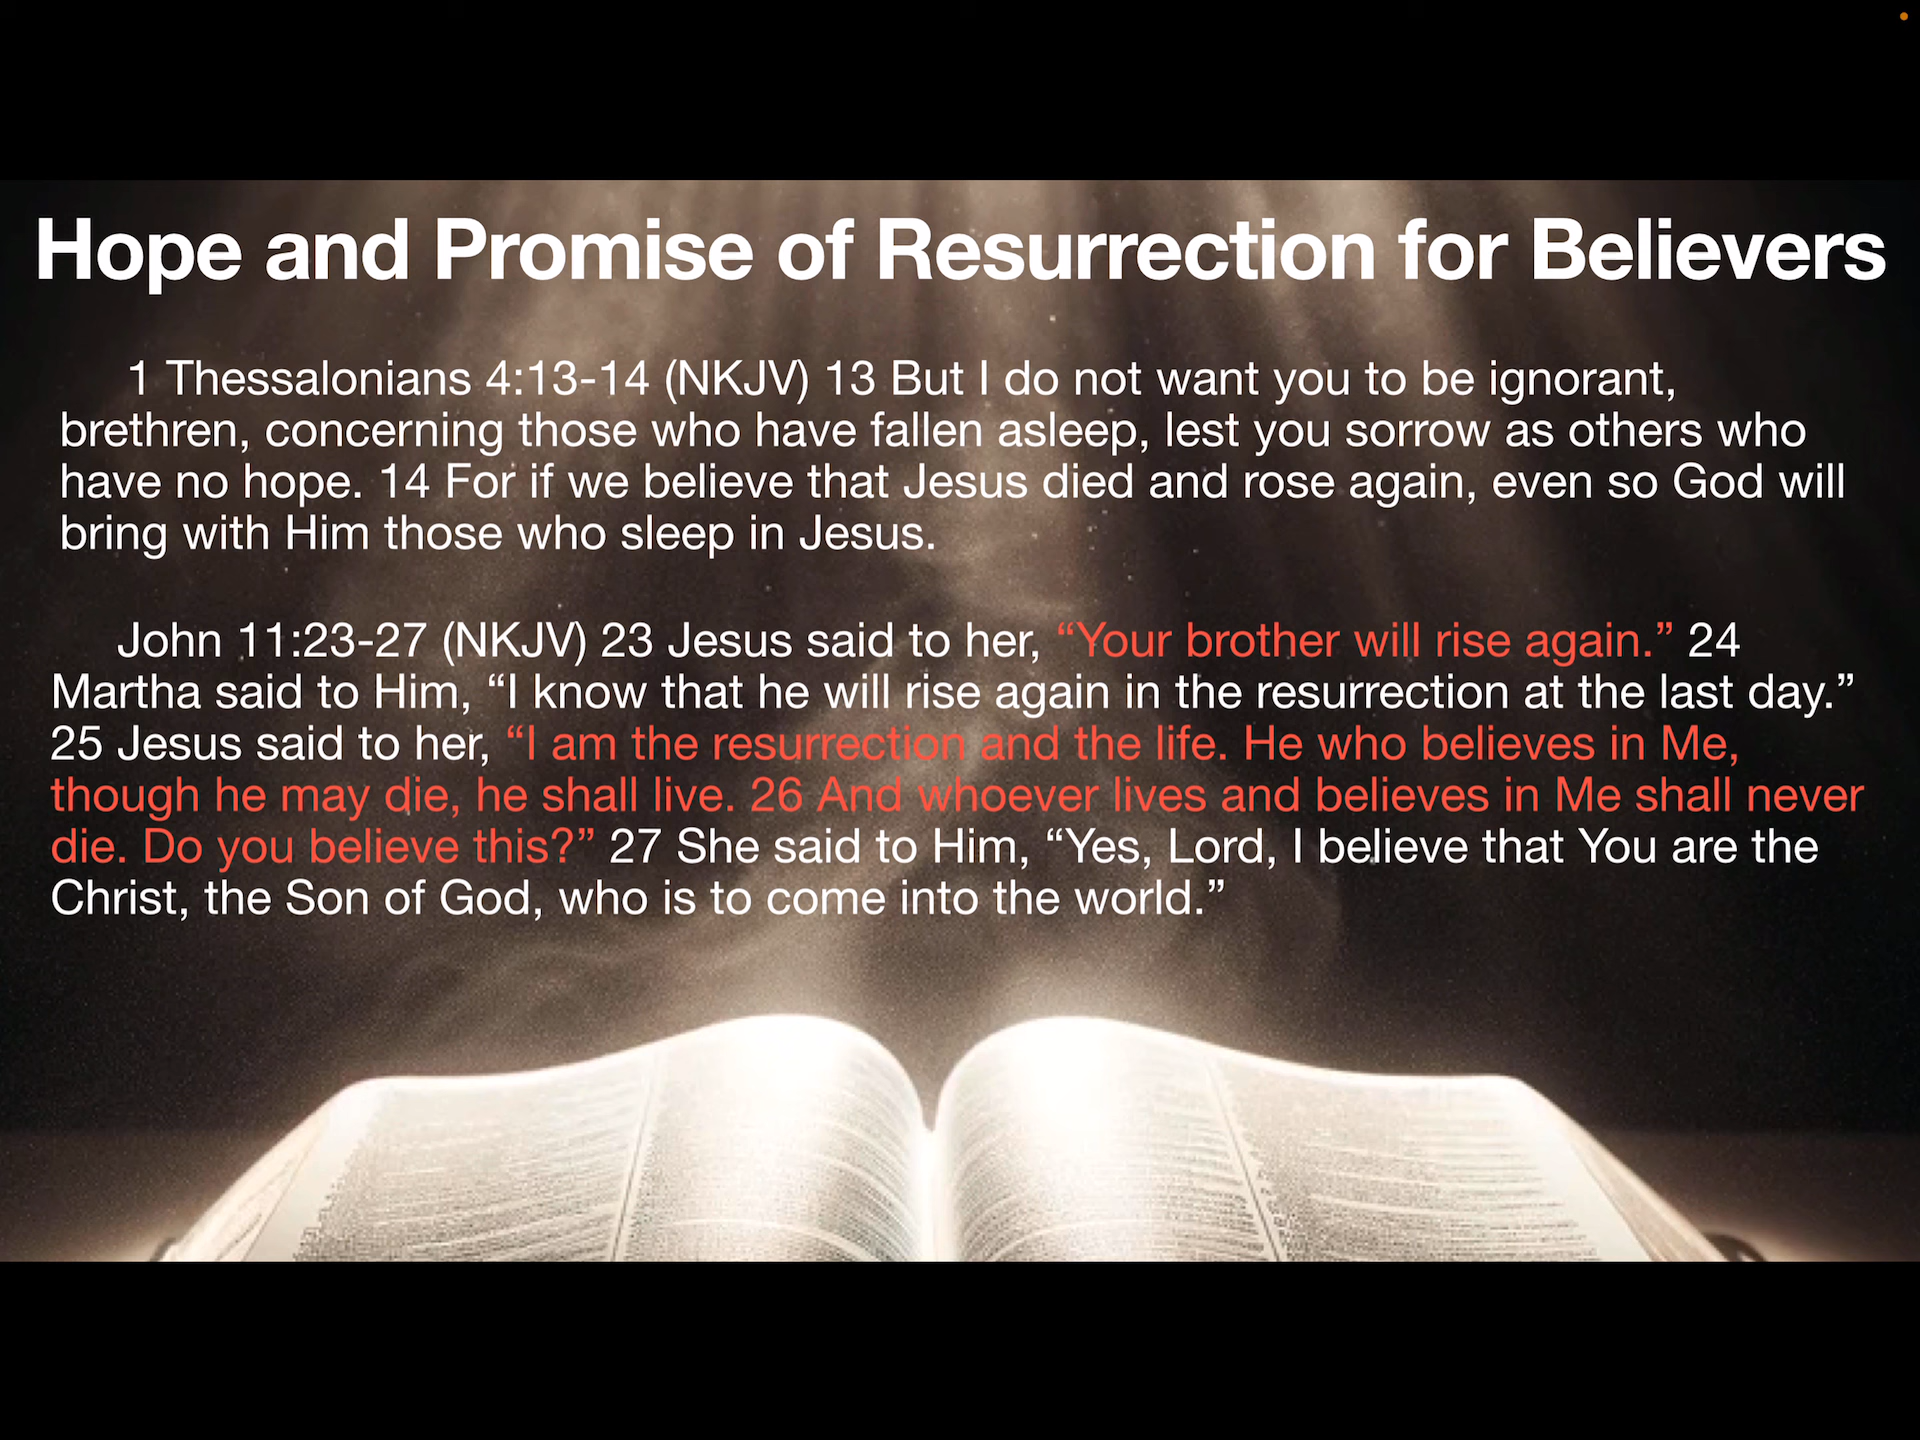 Hope and Promise of Resurrection for Believers
1 Thessalonians 4:13-14 (NKJV) 13 But I do not want you to be ignorant,
brethren, concerning those who have fallen asleep, lest you sorrow as others who
have no hope. 14 For if we believe that Jesus died and rose again, even so God will
bring with Him those who sleep in Jesus.
John 11:23-27 (NKJV) 23 Jesus said to her, “Your brother will rise again.” 24
Martha said to Him, “I know that he will rise again in the resurrection at the last day.”
25 Jesus said to her, “I am the resurrection and the life. He who believes in Me,
though he may die, he shall live. 26 And whoever lives and believes in Me shall never
die. Do you believe this?” 27 She said to Him, “Yes, Lord, I believe that You are the
Christ, the Son of God, who is to come into the world.”